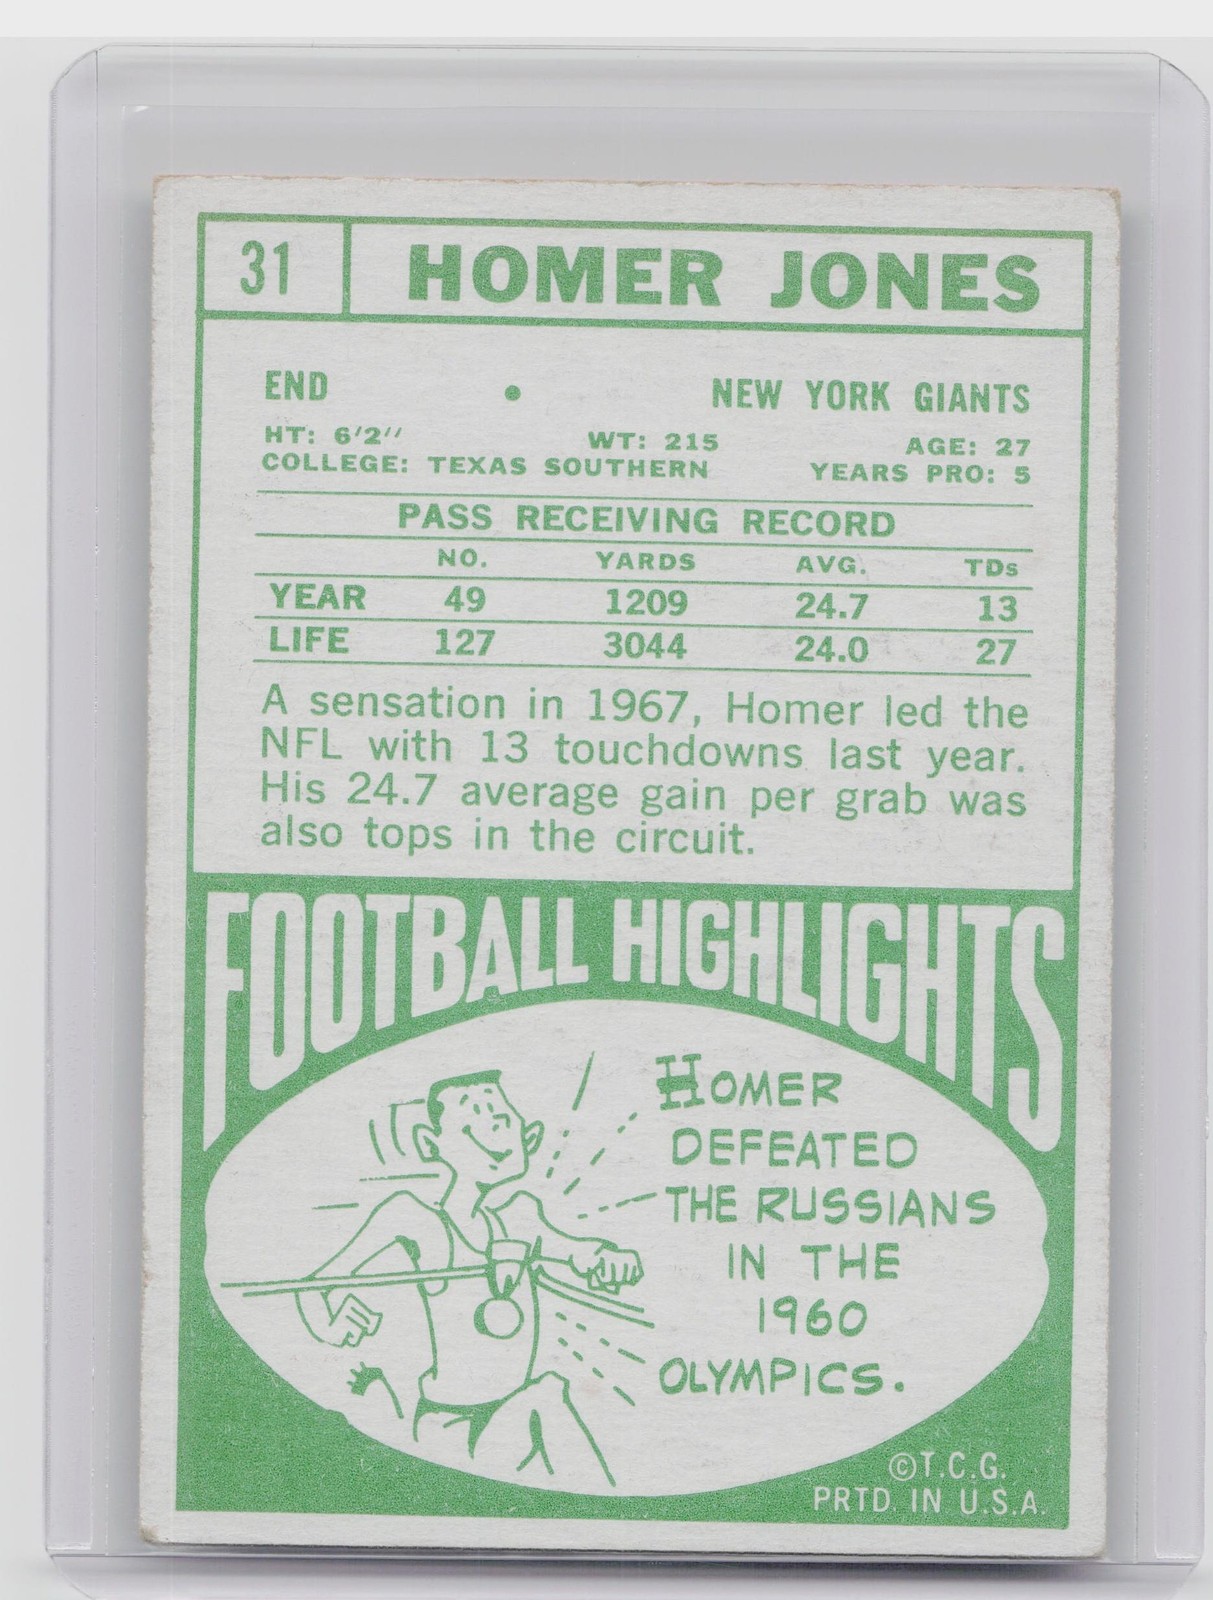 31 HOMER JONES
END • NEW YORK GIANTS
HT: 6'2" WT: 215 AGE: 27
COLLEGE: TEXAS SOUTHERN YEARS PRO: 5
PASS RECEIVING RECORD
NO. YARDS AVG. TDs
YEAR 49 1209 24.7 13
LIFE 127 3044 24.0 27
A sensation in 1967, Homer led the
NFL with 13 touchdowns last year.
His 24.7 average gain per grab was
also tops in the circuit.
FOOTBALL HIGHLIGHTS
HOMER
DEFEATED
THE RUSSIANS
IN THE
1960
OLYMPICS.
©T.C.G.
PRTD. IN U.S.A.